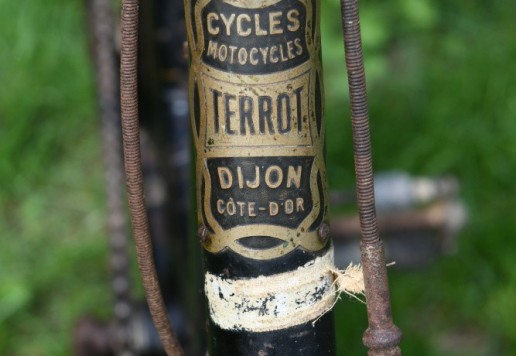 CYCLES
MOTOCYCLES
TERROT
DIJON
CÔTE-D'OR